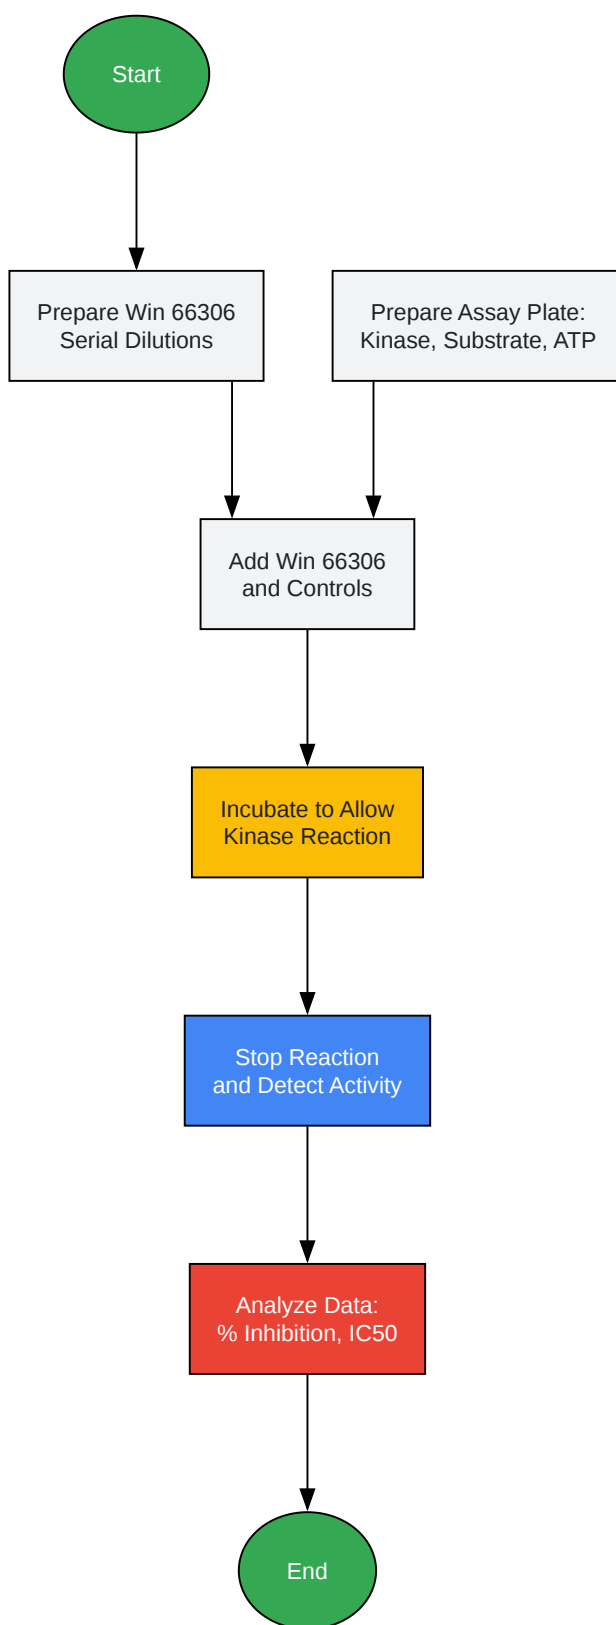 Start
Prepare Win 66306
Serial Dilutions
Prepare Assay Plate:
Kinase, Substrate, ATP
Add Win 66306
and Controls
Incubate to Allow
Kinase Reaction
Stop Reaction
and Detect Activity
Analyze Data:
% Inhibition, IC50
End